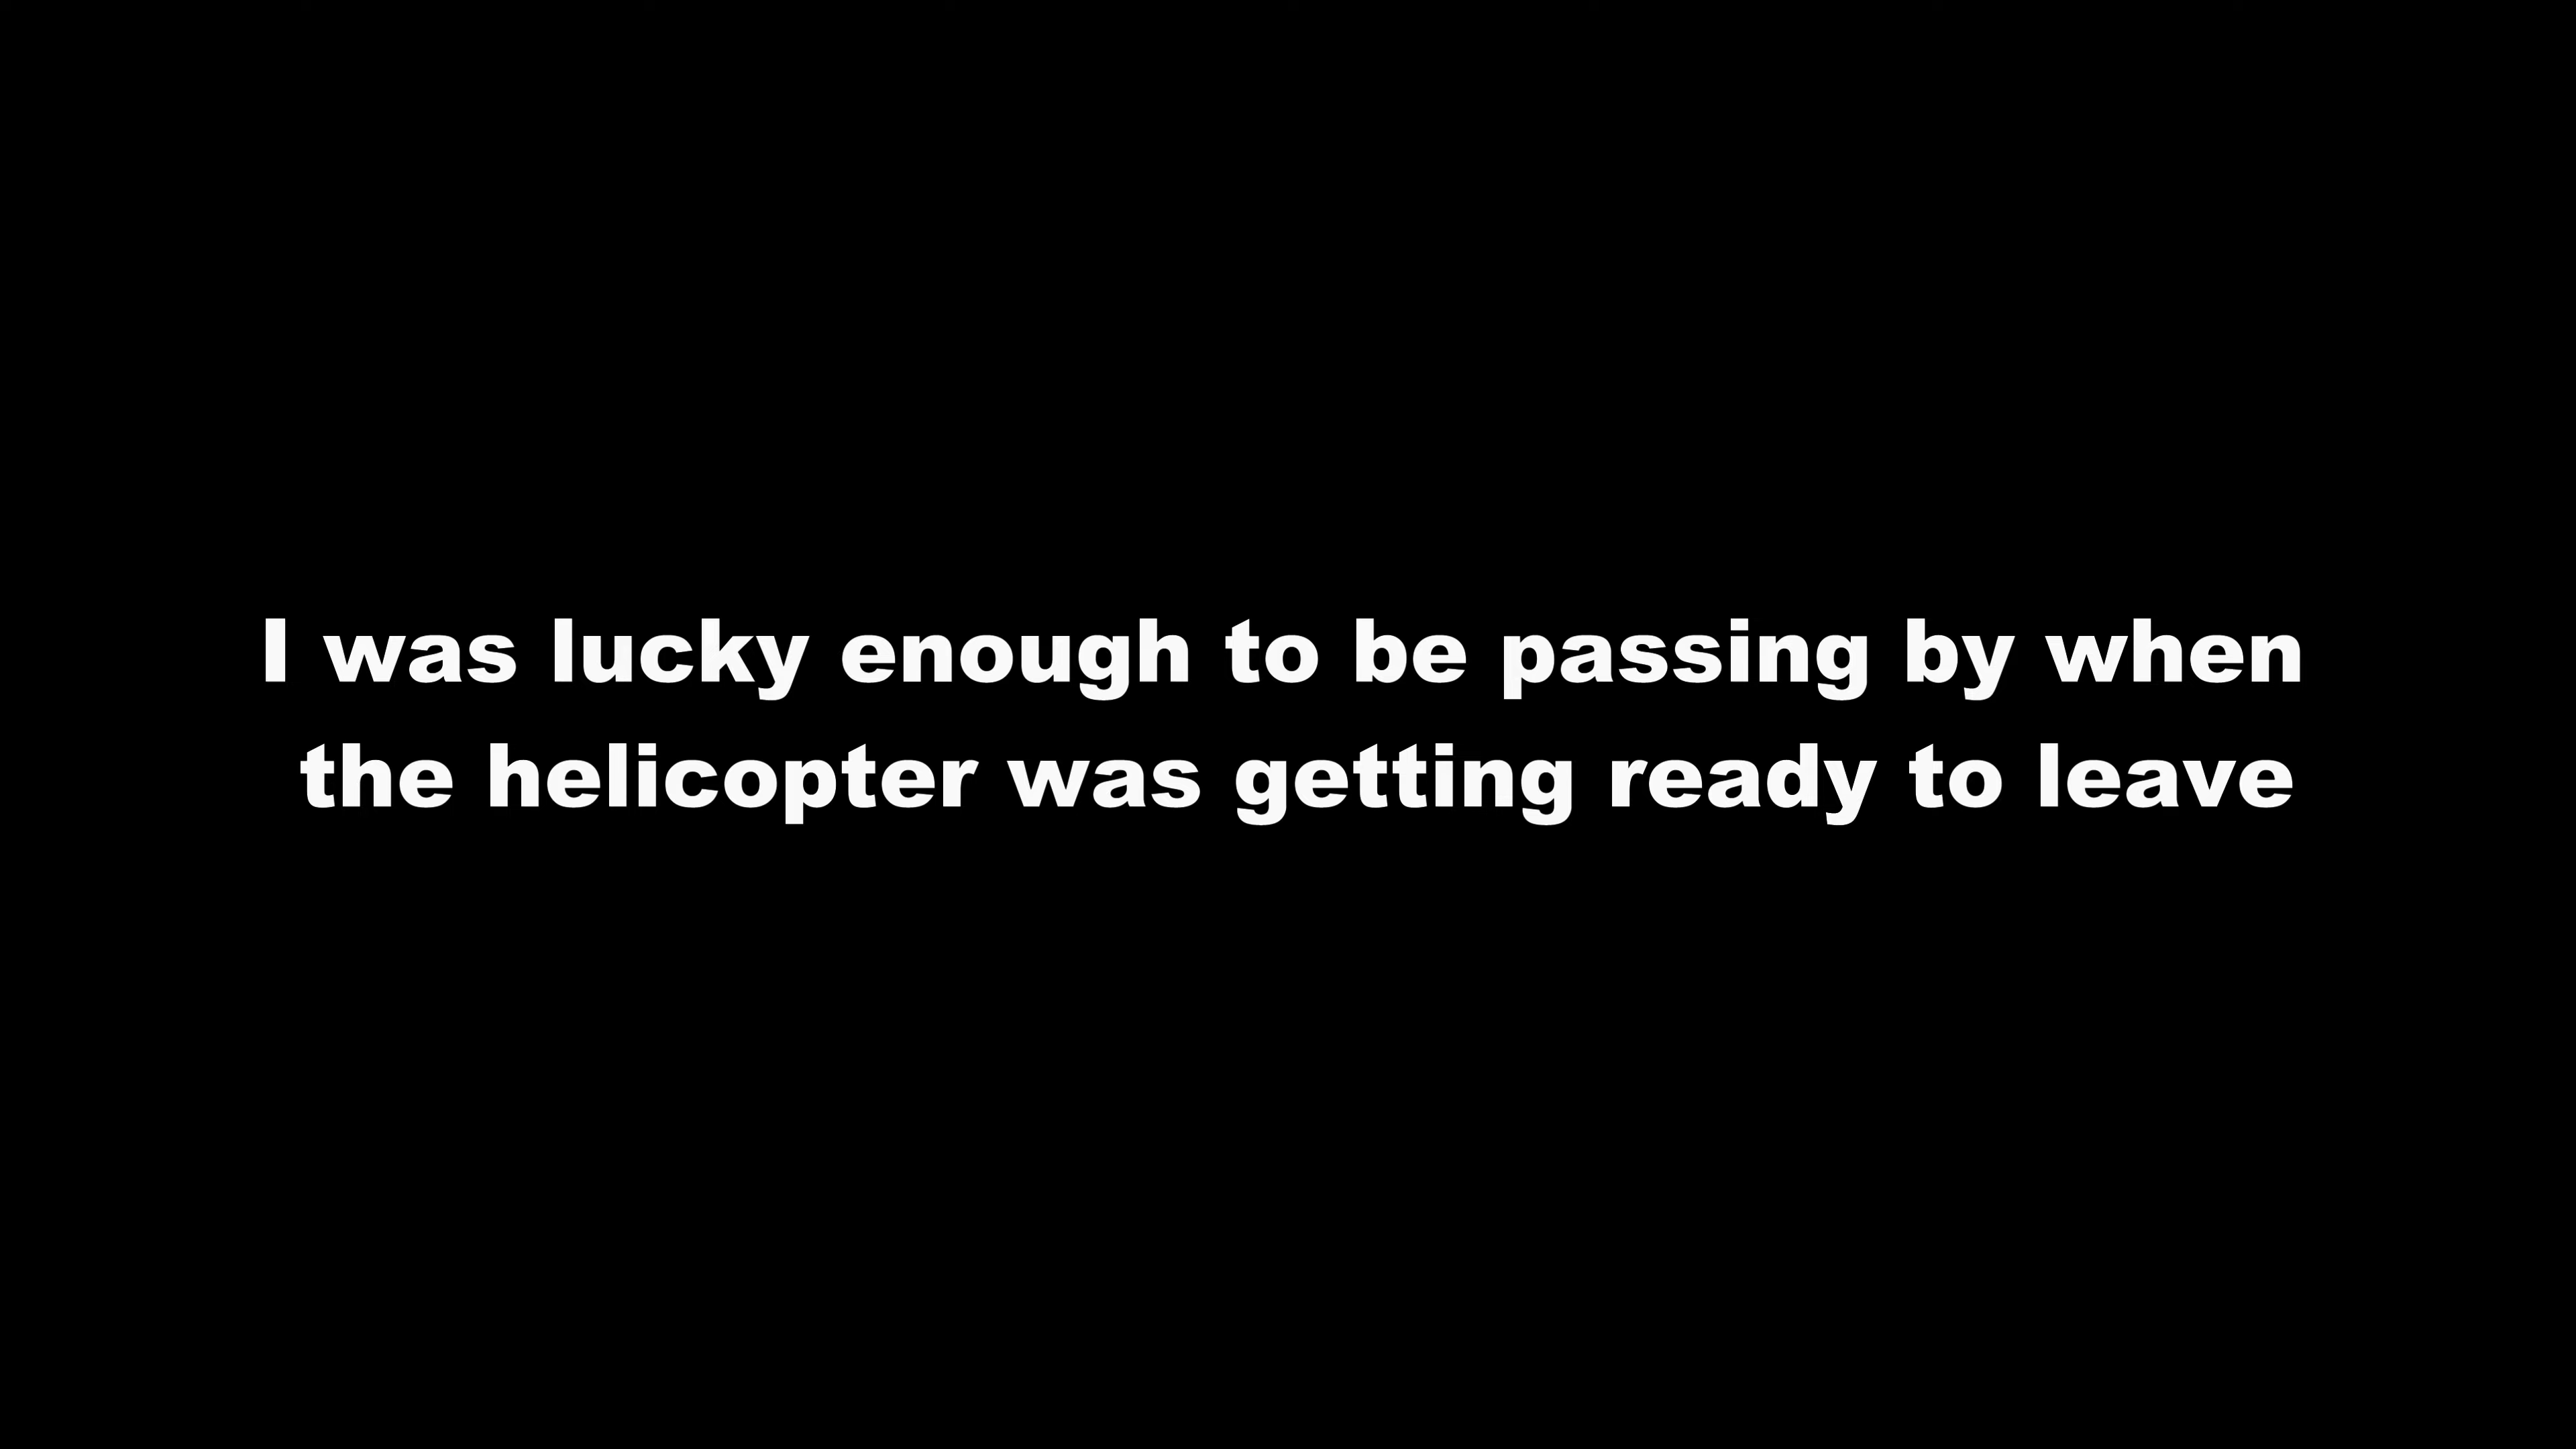 I was lucky enough to be passing by when
the helicopter was getting ready to leave